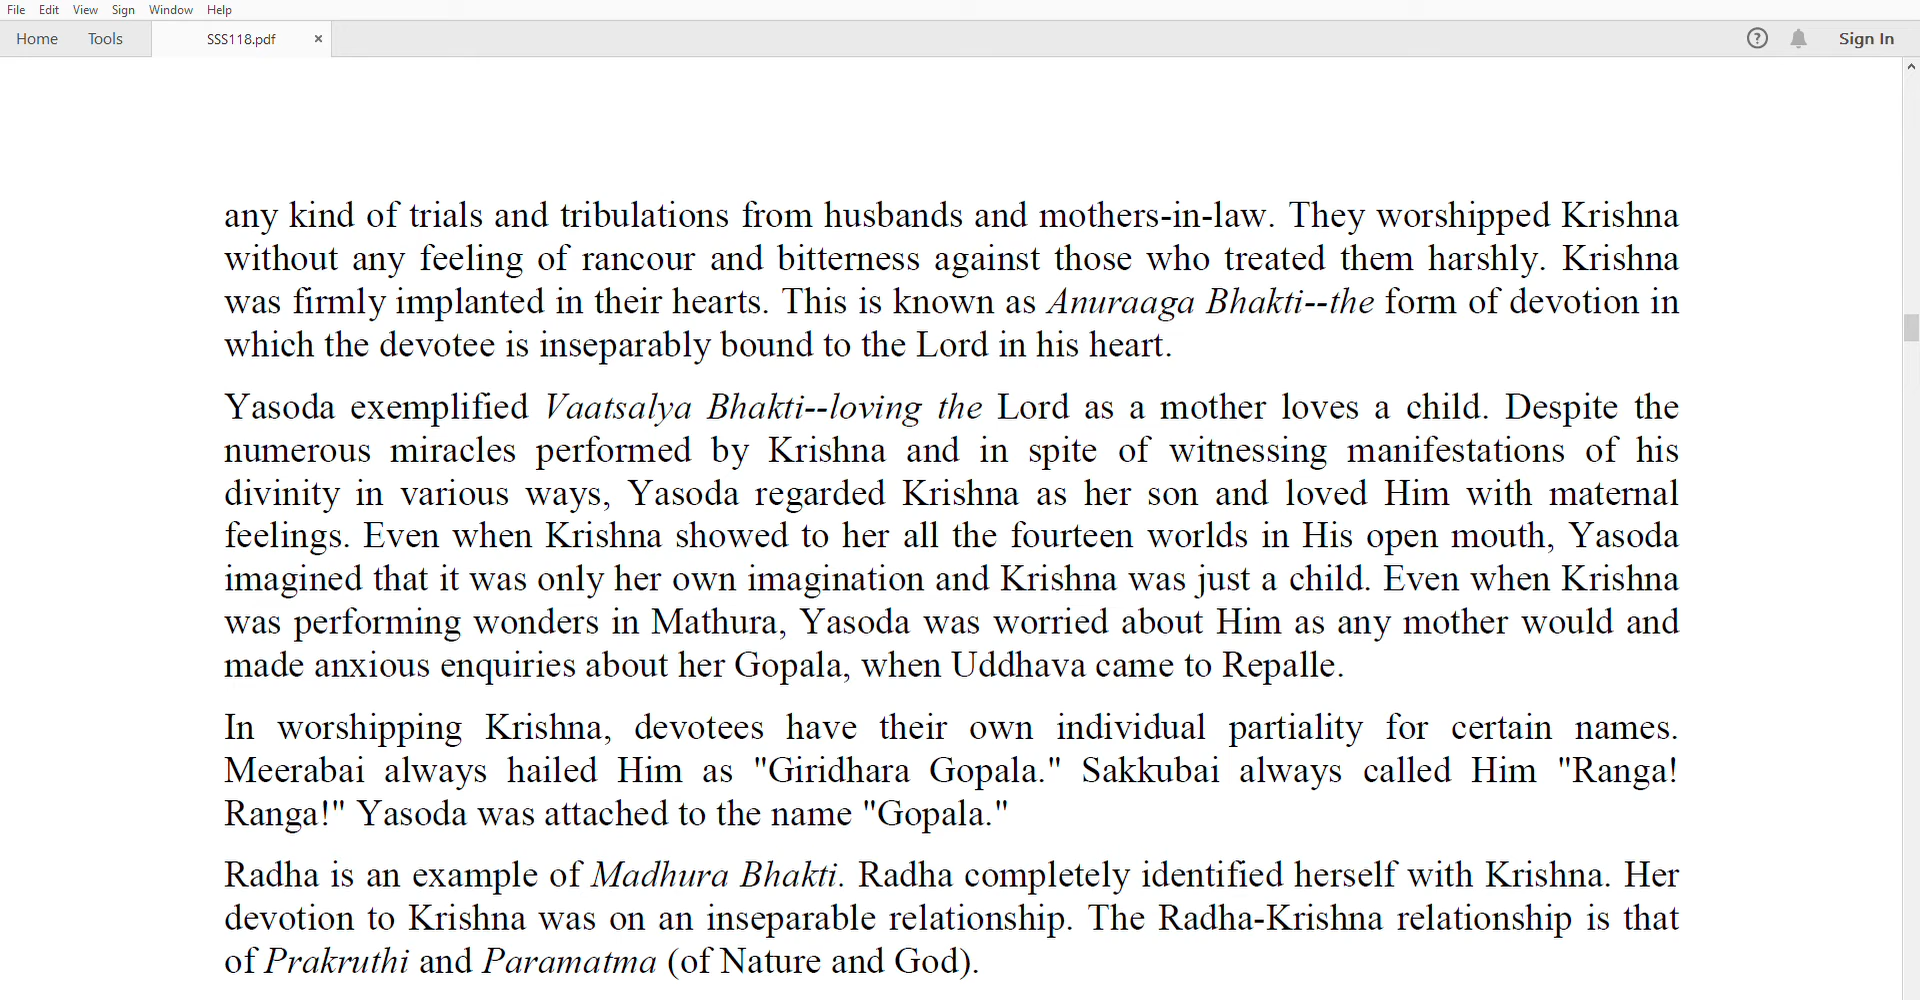 File Edit View Sign Window Help
Home Tools SSS118.pdf × ? Sign In
any kind of trials and tribulations from husbands and mothers-in-law. They worshipped Krishna
without any feeling of rancour and bitterness against those who treated them harshly. Krishna
was firmly implanted in their hearts. This is known as Anuraaga Bhakti--the form of devotion in
which the devotee is inseparably bound to the Lord in his heart.
Yasoda exemplified Vaatsalya Bhakti--loving the Lord as a mother loves a child. Despite the
numerous miracles performed by Krishna and in spite of witnessing manifestations of his
divinity in various ways, Yasoda regarded Krishna as her son and loved Him with maternal
feelings. Even when Krishna showed to her all the fourteen worlds in His open mouth, Yasoda
imagined that it was only her own imagination and Krishna was just a child. Even when Krishna
was performing wonders in Mathura, Yasoda was worried about Him as any mother would and
made anxious enquiries about her Gopala, when Uddhava came to Repalle.
In worshipping Krishna, devotees have their own individual partiality for certain names.
Meerabai always hailed Him as "Giridhara Gopala." Sakkubai always called Him "Ranga!
Ranga!" Yasoda was attached to the name "Gopala."
Radha is an example of Madhura Bhakti. Radha completely identified herself with Krishna. Her
devotion to Krishna was on an inseparable relationship. The Radha-Krishna relationship is that
of Prakruthi and Paramatma (of Nature and God).